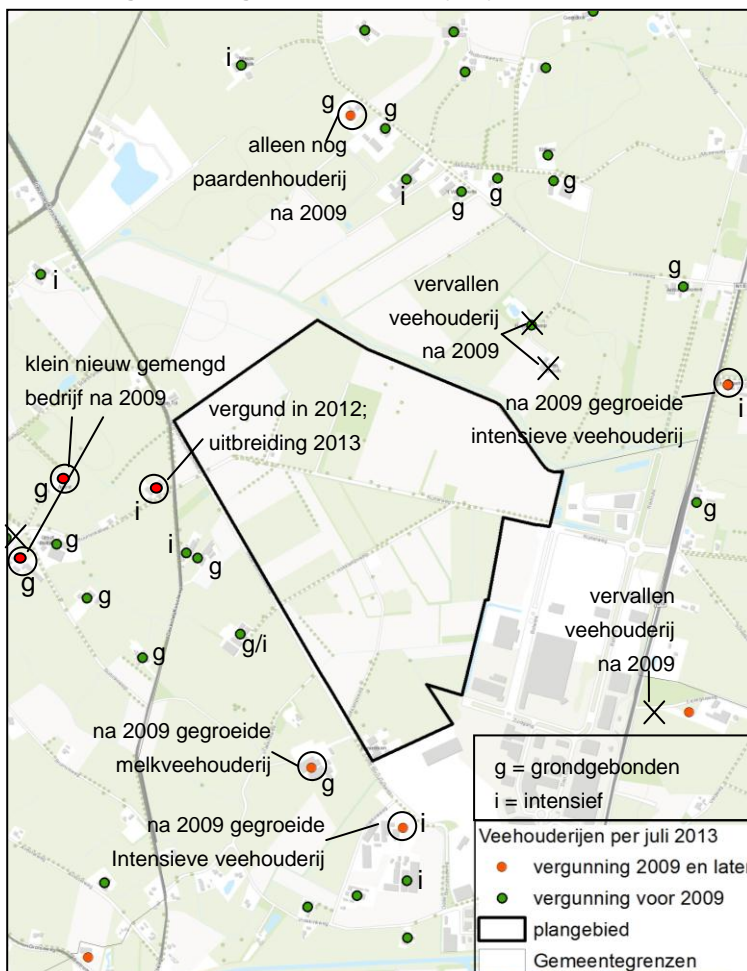 i
g
g
alleen nog
paardenhouderij
na 2009
i
g
g
g
i
g
vervallen
veehouderij
na 2009
klein nieuw gemengd
bedrijf na 2009
vergund in 2012;
uitbreiding 2013
na 2009 gegroeide
intensieve veehouderij
i
g
i
g
g
g
i
g
g
g/i
g
vervallen
veehouderij
na 2009
na 2009 gegroeide
melkveehouderij
g
na 2009 gegroeide
Intensieve veehouderij
i
i
g = grondgebonden
i = intensief
Veehouderijen per juli 2013
vergunning 2009 en later
vergunning voor 2009
plangebied
Gemeentegrenzen